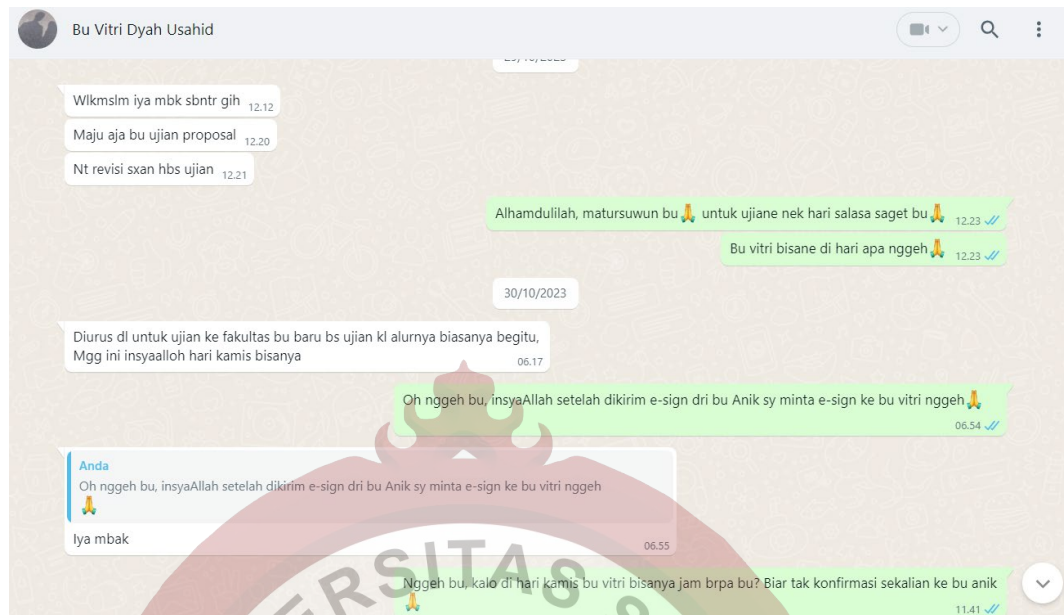 Bu Vitri Dyah Usahid
29/10/2023
Wlkmslm iya mbk sbntr gih 12.12
Maju aja bu ujian proposal 12.20
Nt revisi sxan hbs ujian 12.21
Alhamdulilah, matursuwun bu🙏 untuk ujiane nek hari salasa saget bu🙏 12.23
Bu vitri bisane di hari apa nggeh🙏 12.23
30/10/2023
Diurus dl untuk ujian ke fakultas bu baru bs ujian kl alurnya biasanya begitu,
Mgg ini insyaalloh hari kamis bisanya 06.17
Oh nggeh bu, insyaAllah setelah dikirim e-sign dri bu Anik sy minta e-sign ke bu vitri nggeh🙏
06.54
Anda
Oh nggeh bu, insyaAllah setelah dikirim e-sign dri bu Anik sy minta e-sign ke bu vitri nggeh
🙏
Iya mbak 06.55
Nggeh bu, kalo di hari kamis bu vitri bisanya jam brpa bu? Biar tak konfirmasi sekalian ke bu anik
🙏 11.41
ERSITAS